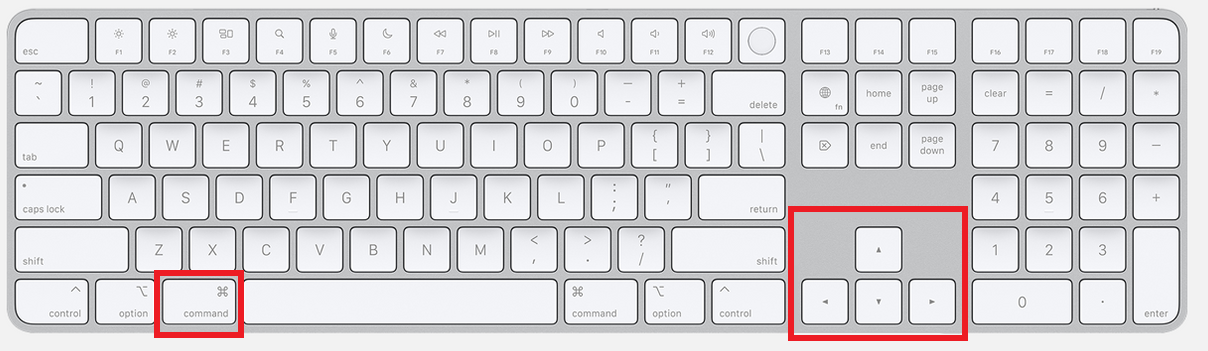 esc F1 F2 F3 F4 F5 F6 F7 F8 F9 F10 F11 F12 F13 F14 F15 F16 F17 F18 F19
~ ! @ # $ % ^ & * ( ) — + page
` 1 2 3 4 5 6 7 8 9 0 - = delete fn home up clear = / *
tab Q W E R T Y U I O P { [ } ] | \ end page down 7 8 9 −
caps lock A S D F G H J K L : ; " ' return 4 5 6 +
shift Z X C V B N M < , > . ? / shift ▲ 1 2 3
^ control ⌥ option ⌘ command ⌘ command ⌥ option ^ control ◄ ▼ ► 0 . enter